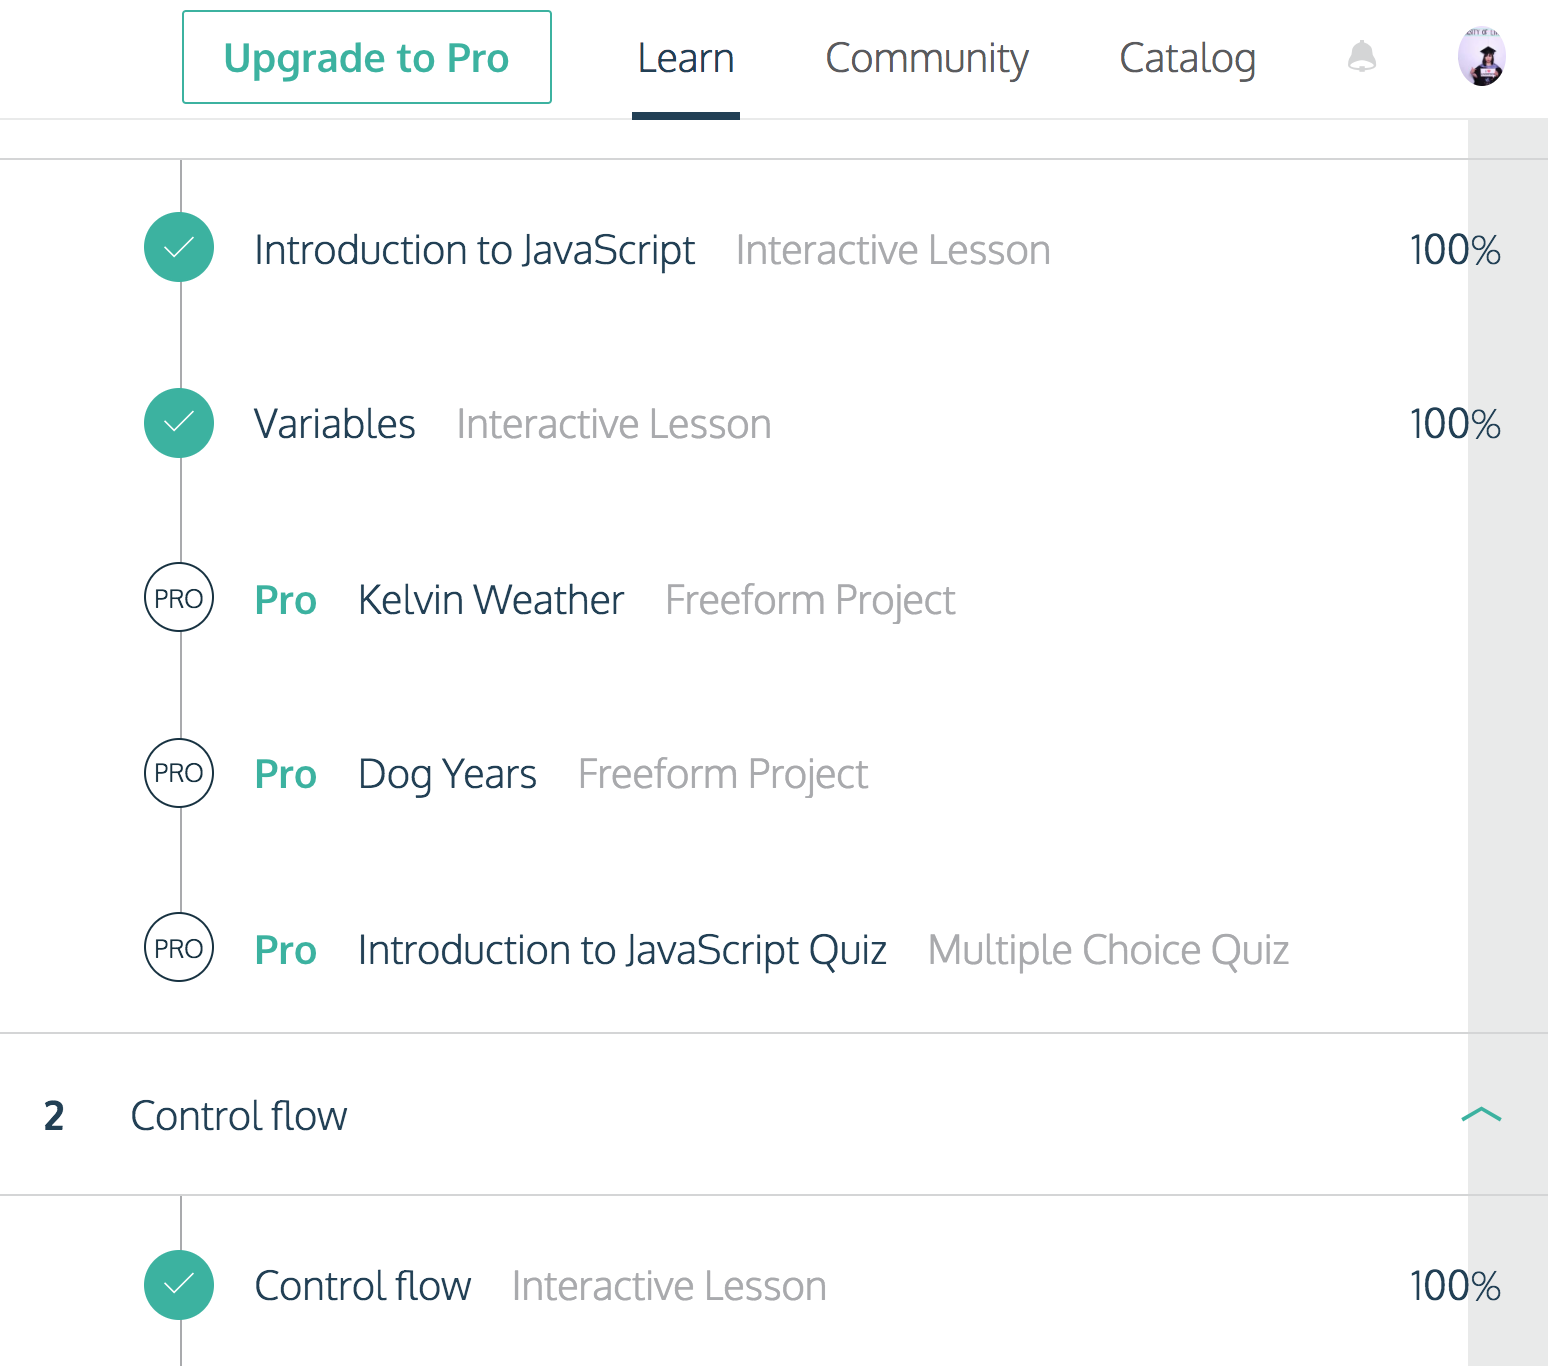 Upgrade to Pro Learn Community Catalog
Introduction to JavaScript Interactive Lesson 100%
Variables Interactive Lesson 100%
PRO Pro Kelvin Weather Freeform Project
PRO Pro Dog Years Freeform Project
PRO Pro Introduction to JavaScript Quiz Multiple Choice Quiz
2 Control flow
Control flow Interactive Lesson 100%